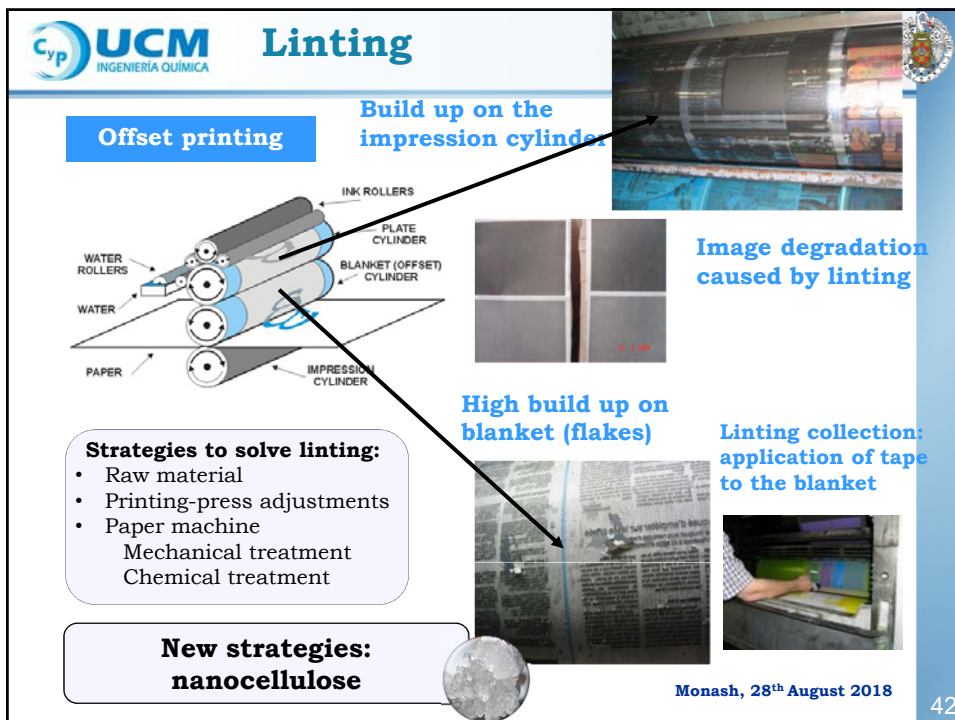 CyP
UCM
INGENIERÍA QUÍMICA
Linting
Offset printing
Build up on the
impression cylinder
INK ROLLERS
PLATE
CYLINDER
WATER
ROLLERS
BLANKET (OFFSET)
CYLINDER
WATER
PAPER
IMPRESSION
CYLINDER
Image degradation
caused by linting
High build up on
blanket (flakes)
Linting collection:
application of tape
to the blanket
Strategies to solve linting:
• Raw material
• Printing-press adjustments
• Paper machine
Mechanical treatment
Chemical treatment
New strategies:
nanocellulose
Monash, 28th August 2018
42